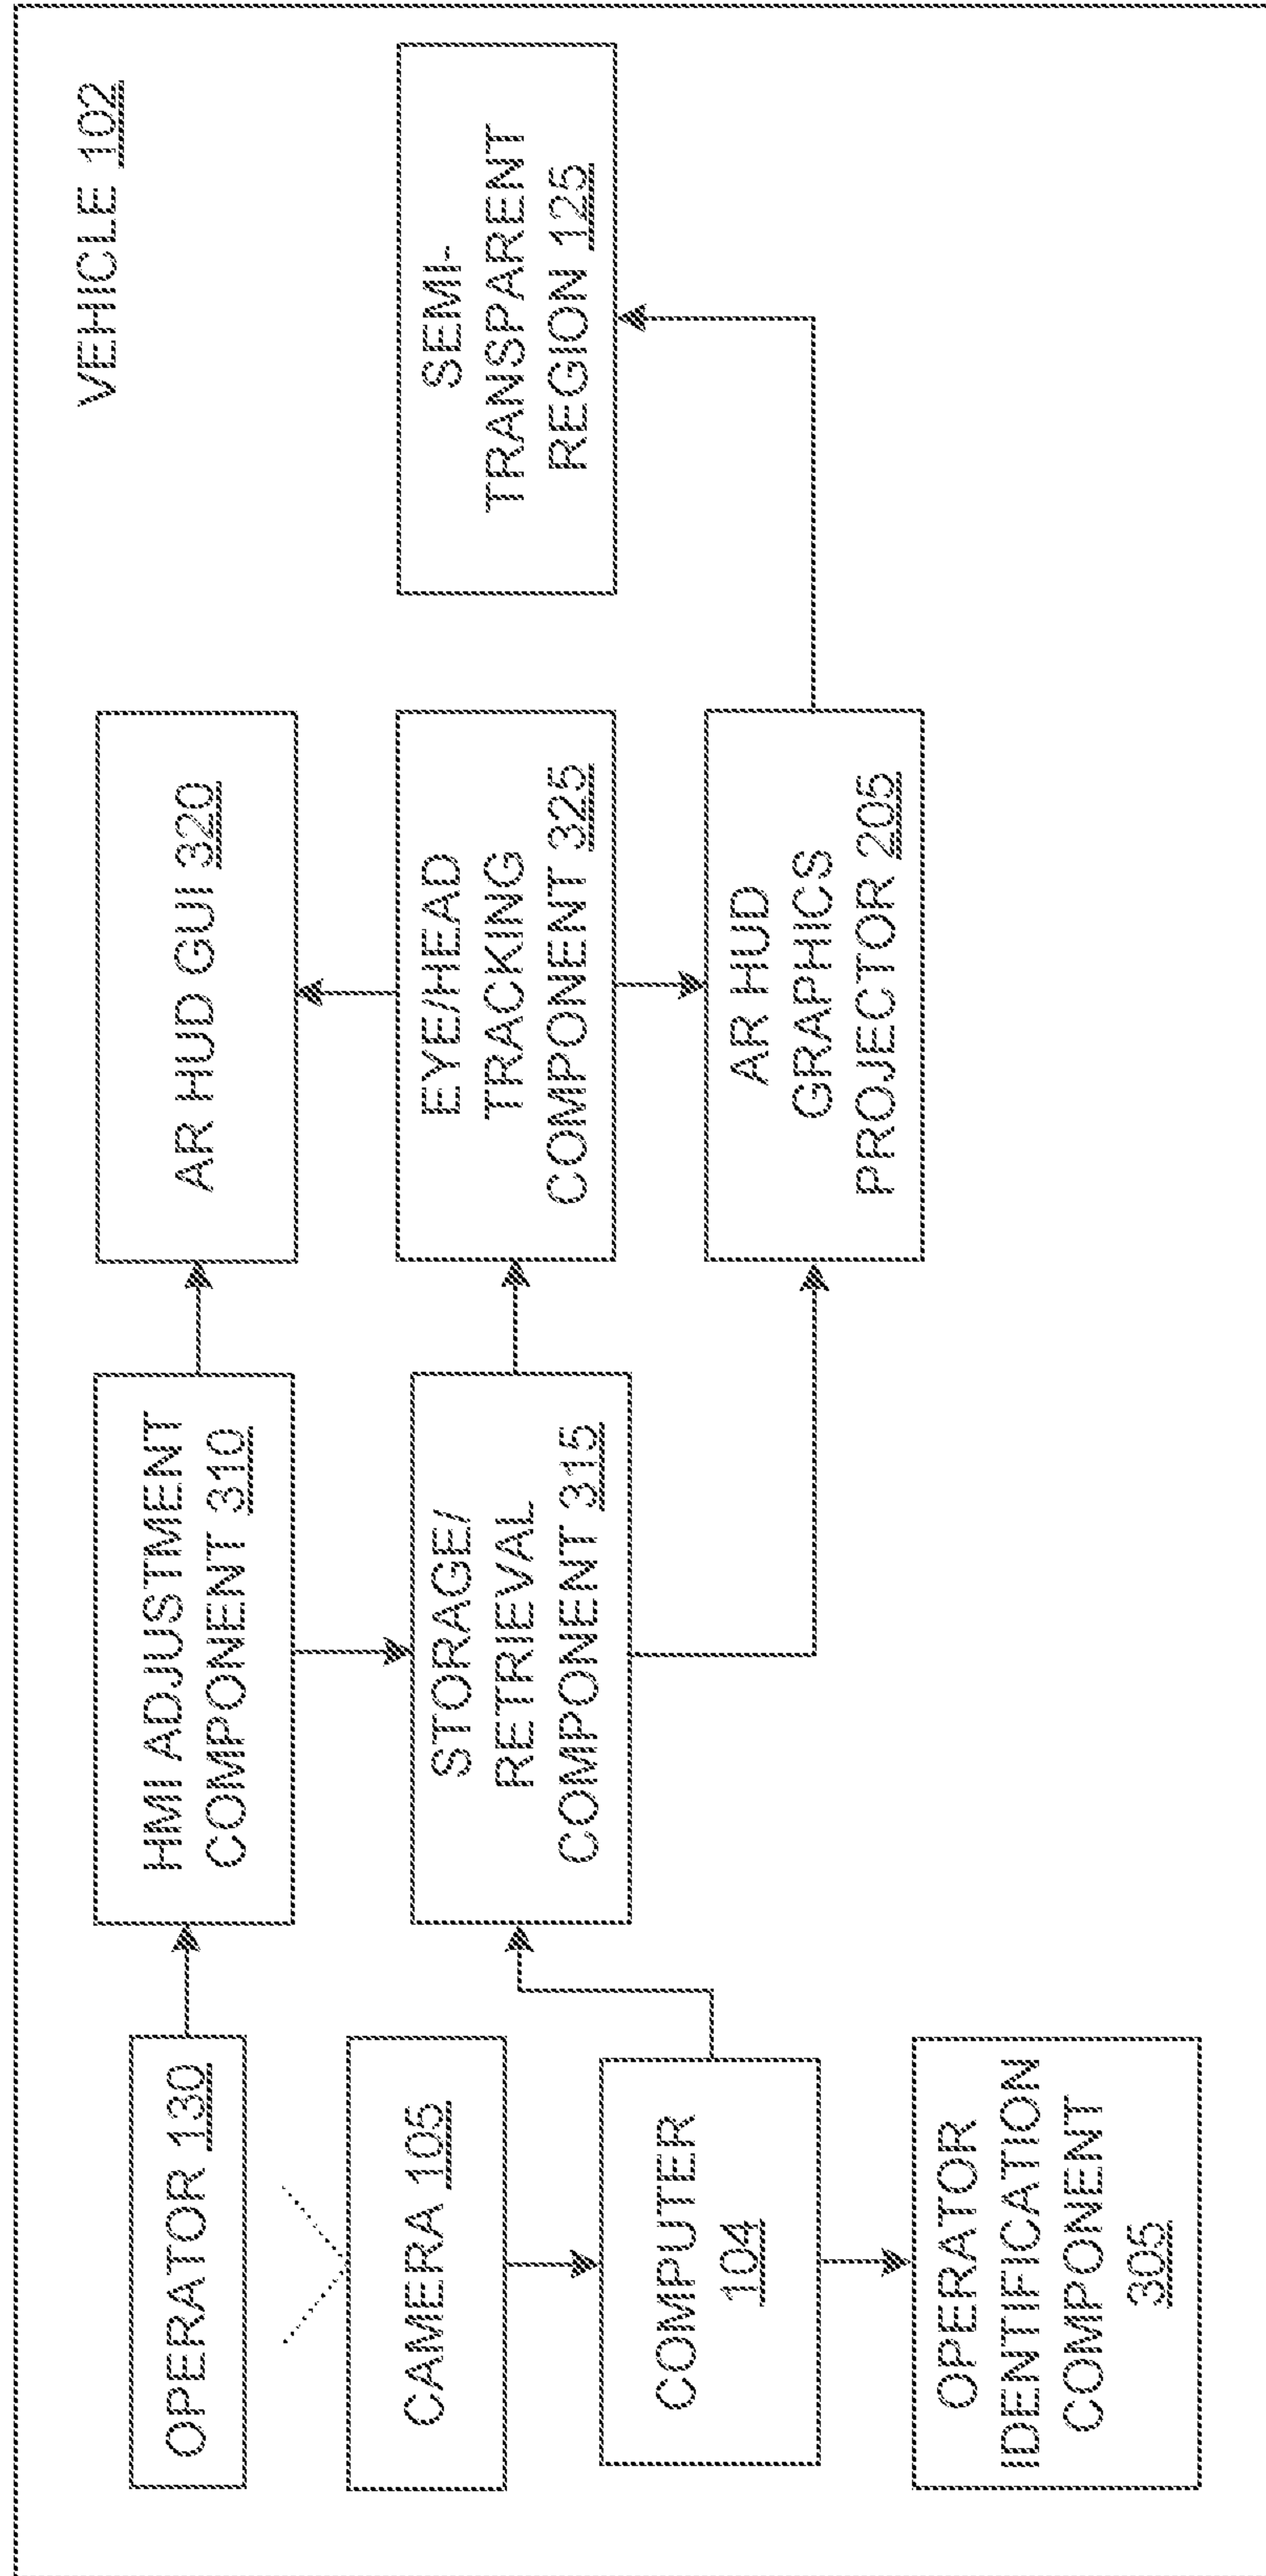 VEHICLE 102
OPERATOR 130
HMI ADJUSTMENT
COMPONENT 310
AR HUD GUI 320
CAMERA 105
STORAGE/
RETRIEVAL
COMPONENT 315
EYE/HEAD
TRACKING
COMPONENT 325
SEMI-
TRANSPARENT
REGION 125
COMPUTER
104
AR HUD
GRAPHICS
PROJECTOR 205
OPERATOR
IDENTIFICATION
COMPONENT
305